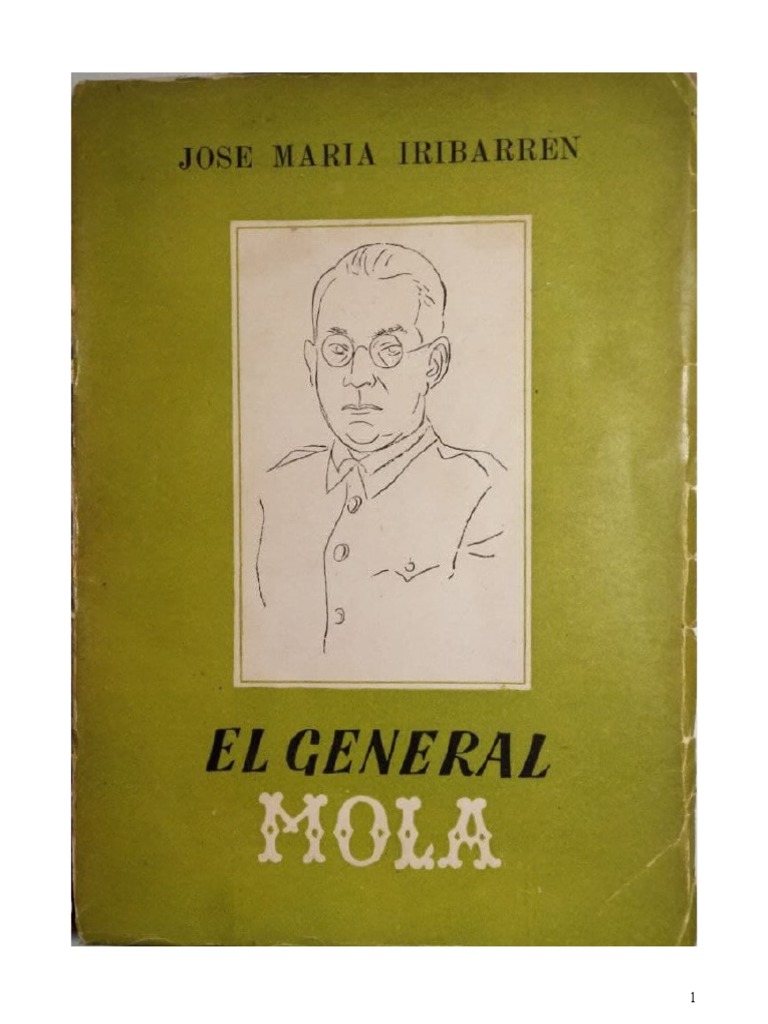 JOSE MARIA IRIBARREN
EL GENERAL
MOLA
1